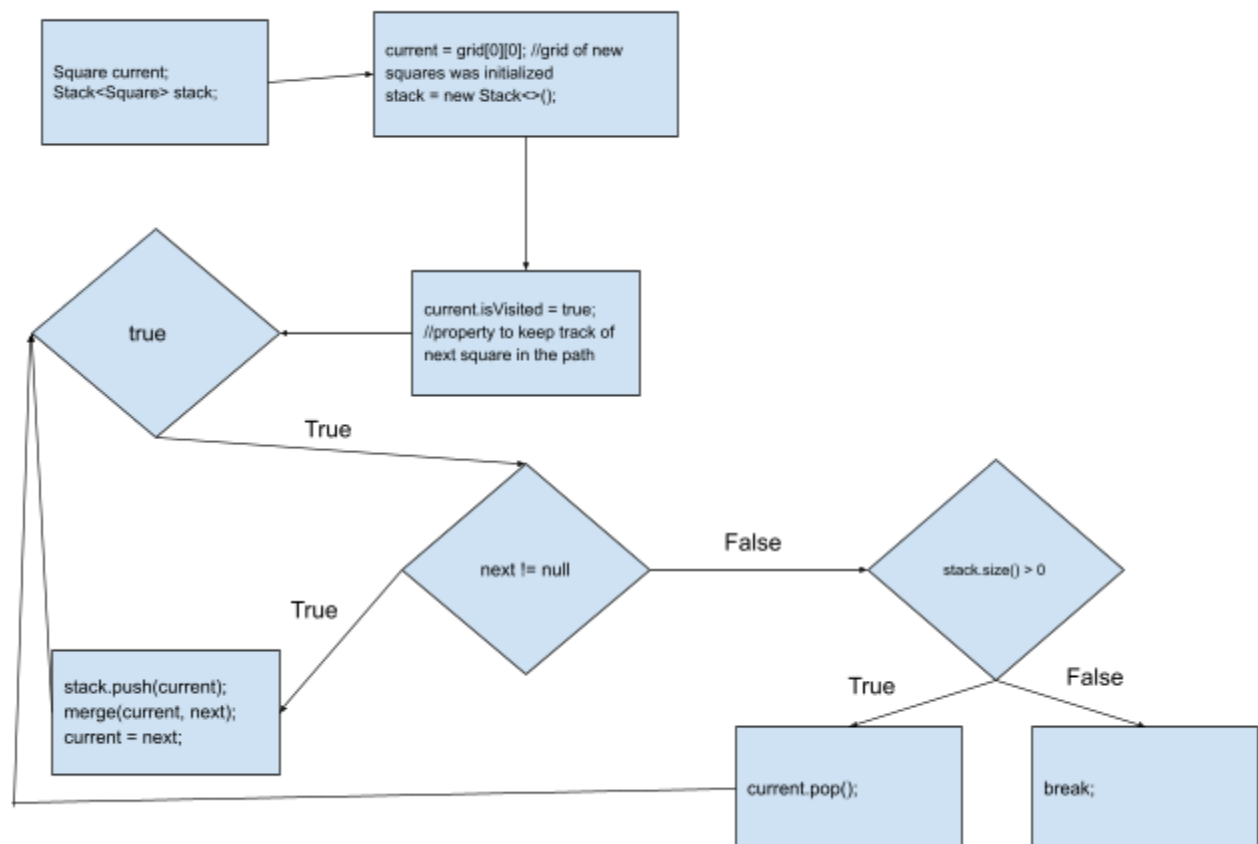 Square current;
Stack<Square> stack;
current = grid[0][0]; //grid of new
squares was initialized
stack = new Stack<>();
current.isVisited = true;
//property to keep track of
next square in the path
true
True
next != null
False
stack.size() > 0
True
stack.push(current);
merge(current, next);
current = next;
True
False
current.pop();
break;